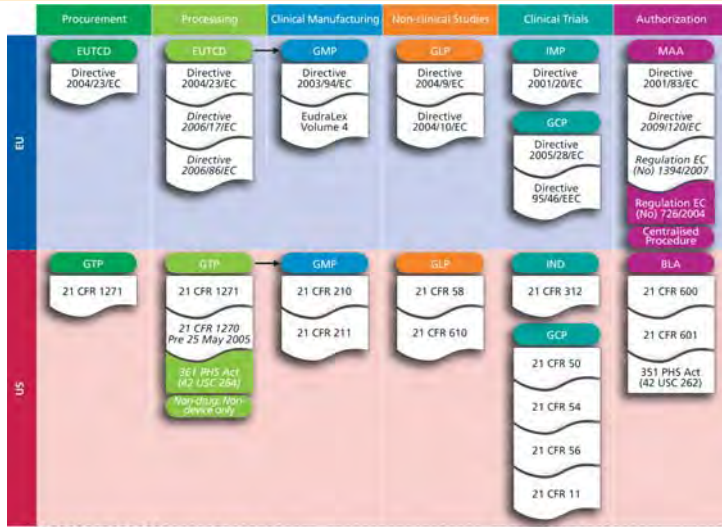 Procurement
Processing
Clinical Manufacturing
Non-clinical Studies
Clinical Trials
Authorization
EU
EUTCD
Directive
2004/23/EC
EUTCD
Directive
2004/23/EC
Directive
2006/17/EC
Directive
2006/86/EC
GMP
Directive
2003/94/EC
EudraLex
Volume 4
GLP
Directive
2004/9/EC
Directive
2004/10/EC
IMP
Directive
2001/20/EC
GCP
Directive
2005/28/EC
Directive
95/46/EEC
MAA
Directive
2001/83/EC
Directive
2009/120/EC
Regulation EC
(No) 1394/2007
Regulation EC
(No) 726/2004
Centralised
Procedure
US
GTP
21 CFR 1271
GTP
21 CFR 1271
21 CFR 1270
Pre 25 May 2005
361 PHS Act
(42 USC 264)
Non-drug: Non-
device only
GMP
21 CFR 210
21 CFR 211
GLP
21 CFR 58
21 CFR 610
IND
21 CFR 312
GCP
21 CFR 50
21 CFR 54
21 CFR 56
21 CFR 11
BLA
21 CFR 600
21 CFR 601
351 PHS Act
(42 USC 262)